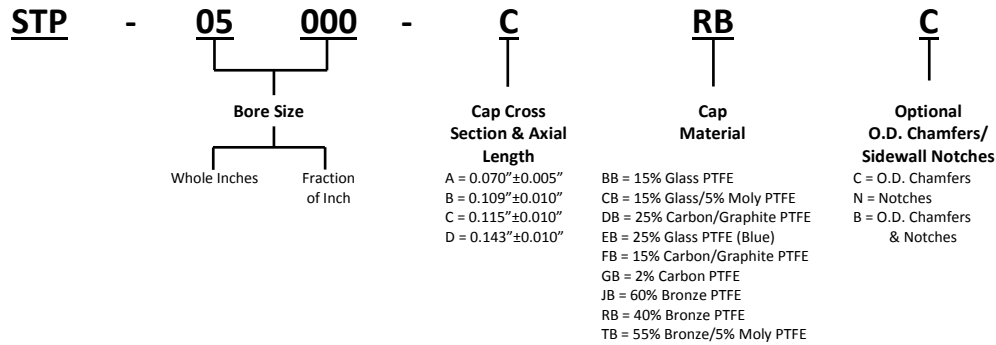 STP - 05 000 - C RB C
Bore Size
Whole Inches
Fraction
of Inch
Cap Cross
Section & Axial
Length
A = 0.070”±0.005”
B = 0.109”±0.010”
C = 0.115”±0.010”
D = 0.143”±0.010”
Cap
Material
BB = 15% Glass PTFE
CB = 15% Glass/5% Moly PTFE
DB = 25% Carbon/Graphite PTFE
EB = 25% Glass PTFE (Blue)
FB = 15% Carbon/Graphite PTFE
GB = 2% Carbon PTFE
JB = 60% Bronze PTFE
RB = 40% Bronze PTFE
TB = 55% Bronze/5% Moly PTFE
Optional
O.D. Chamfers/
Sidewall Notches
C = O.D. Chamfers
N = Notches
B = O.D. Chamfers
& Notches